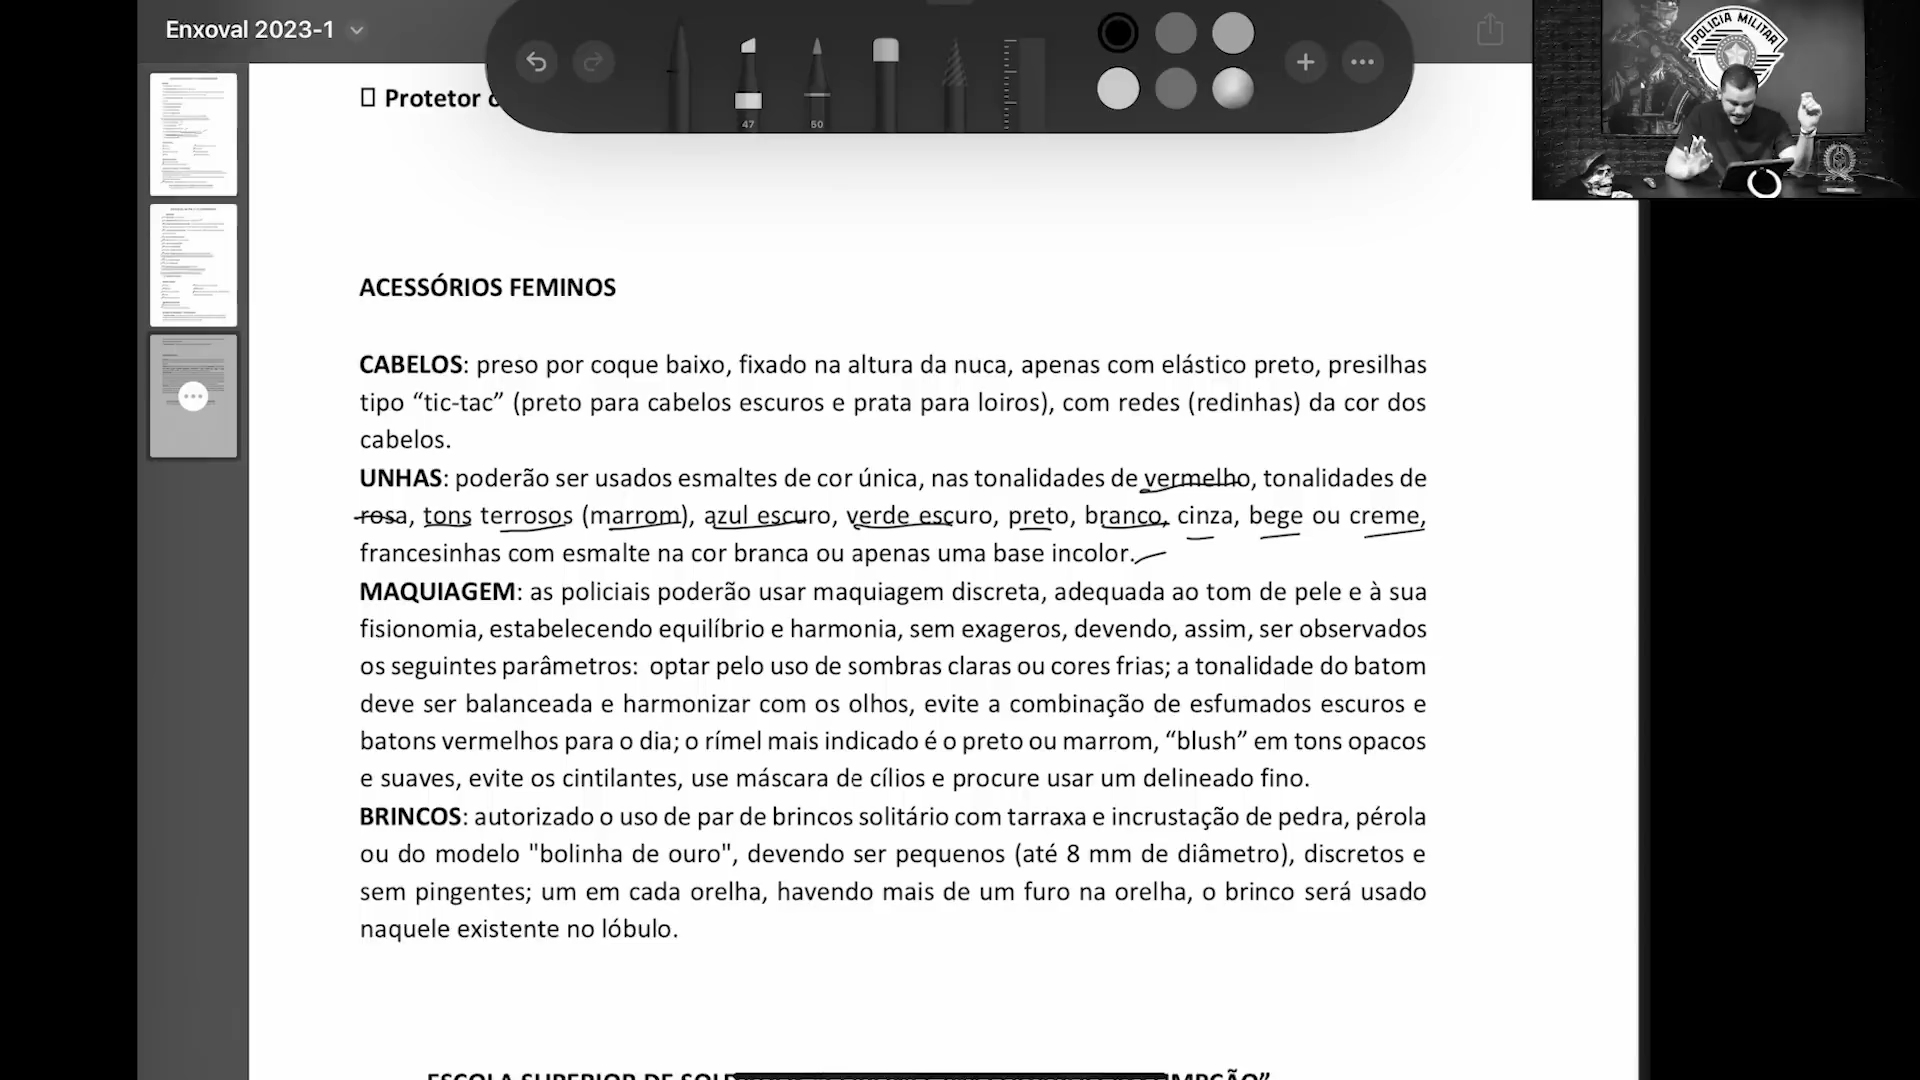 Enxoval 2023-1
POLICIA MILITAR
Protetor
47
50
ACESSÓRIOS FEMINOS
CABELOS: preso por coque baixo, fixado na altura da nuca, apenas com elástico preto, presilhas
tipo “tic-tac” (preto para cabelos escuros e prata para loiros), com redes (redinhas) da cor dos
cabelos.
UNHAS: poderão ser usados esmaltes de cor única, nas tonalidades de vermelho, tonalidades de
rosa, tons terrosos (marrom), azul escuro, verde escuro, preto, branco, cinza, bege ou creme,
francesinhas com esmalte na cor branca ou apenas uma base incolor.
MAQUIAGEM: as policiais poderão usar maquiagem discreta, adequada ao tom de pele e à sua
fisionomia, estabelecendo equilíbrio e harmonia, sem exageros, devendo, assim, ser observados
os seguintes parâmetros: optar pelo uso de sombras claras ou cores frias; a tonalidade do batom
deve ser balanceada e harmonizar com os olhos, evite a combinação de esfumados escuros e
batons vermelhos para o dia; o rímel mais indicado é o preto ou marrom, “blush” em tons opacos
e suaves, evite os cintilantes, use máscara de cílios e procure usar um delineado fino.
BRINCOS: autorizado o uso de par de brincos solitário com tarraxa e incrustação de pedra, pérola
ou do modelo "bolinha de ouro", devendo ser pequenos (até 8 mm de diâmetro), discretos e
sem pingentes; um em cada orelha, havendo mais de um furo na orelha, o brinco será usado
naquele existente no lóbulo.
ESCOLA SUPERIOR DE